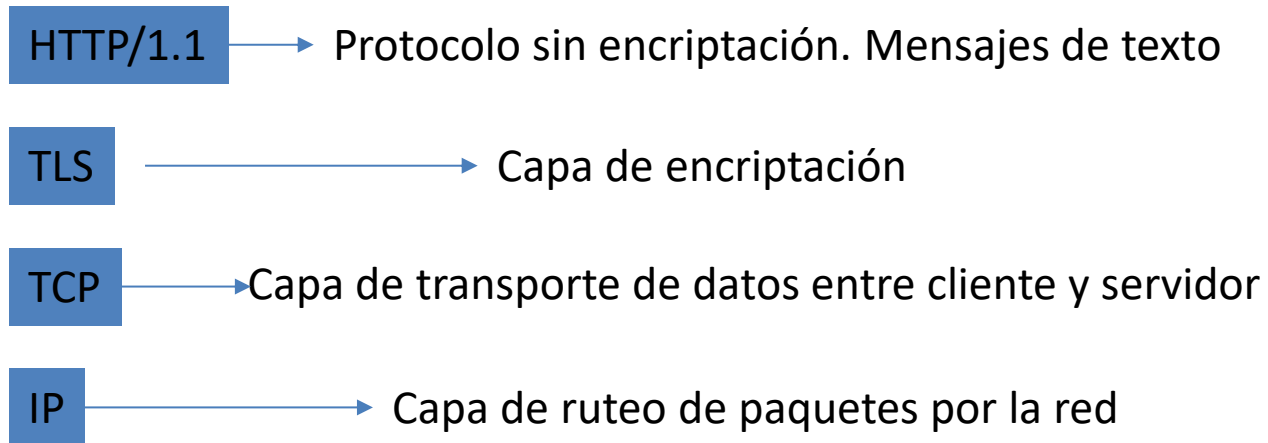 HTTP/1.1 Protocolo sin encriptación. Mensajes de texto
TLS Capa de encriptación
TCP Capa de transporte de datos entre cliente y servidor
IP Capa de ruteo de paquetes por la red